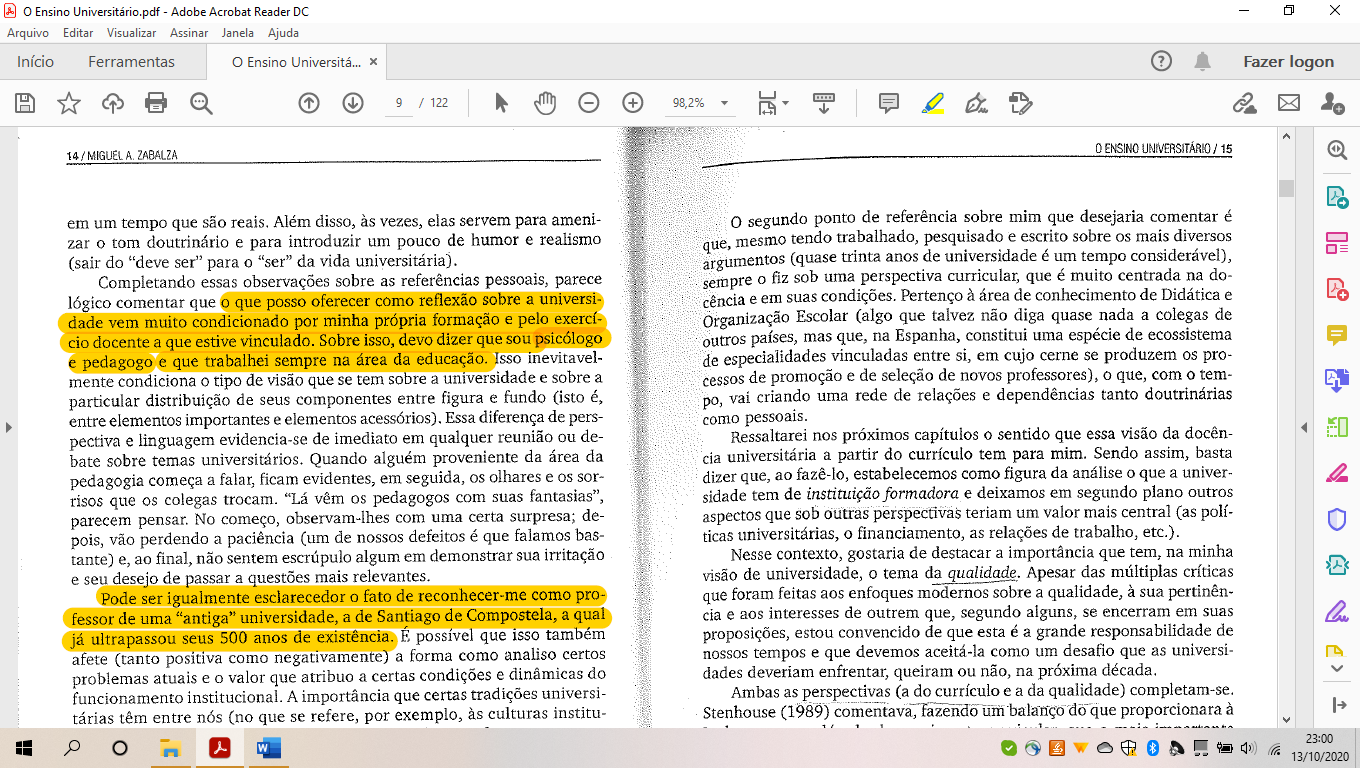 O Ensino Universitário.pdf - Adobe Acrobat Reader DC
Arquivo Editar Visualizar Assinar Janela Ajuda
Início Ferramentas O Ensino Universitá... × Fazer logon
9 / 122 98,2%
14 / MIGUEL A. ZABALZA
em um tempo que são reais. Além disso, às vezes, elas servem para ameni-
zar o tom doutrinário e para introduzir um pouco de humor e realismo
(sair do “deve ser” para o “ser” da vida universitária).
Completando essas observações sobre as referências pessoais, parece
lógico comentar que o que posso oferecer como reflexão sobre a universi-
dade vem muito condicionado por minha própria formação e pelo exercí-
cio docente a que estive vinculado. Sobre isso, devo dizer que sou psicólogo
e pedagogo e que trabalhei sempre na área da educação. Isso inevitavel-
mente condiciona o tipo de visão que se tem sobre a universidade e sobre a
particular distribuição de seus componentes entre figura e fundo (isto é,
entre elementos importantes e elementos acessórios). Essa diferença de pers-
pectiva e linguagem evidencia-se de imediato em qualquer reunião ou de-
bate sobre temas universitários. Quando alguém proveniente da área da
pedagogia começa a falar, ficam evidentes, em seguida, os olhares e os sor-
risos que os colegas trocam. “Lá vêm os pedagogos com suas fantasias”,
parecem pensar. No começo, observam-lhes com uma certa surpresa; de-
pois, vão perdendo a paciência (um de nossos defeitos é que falamos bas-
tante) e, ao final, não sentem escrúpulo algum em demonstrar sua irritação
e seu desejo de passar a questões mais relevantes.
Pode ser igualmente esclarecedor o fato de reconhecer-me como pro-
fessor de uma “antiga” universidade, a de Santiago de Compostela, a qual
já ultrapassou seus 500 anos de existência. É possível que isso também
afete (tanto positiva como negativamente) a forma como analiso certos
problemas atuais e o valor que atribuo a certas condições e dinâmicas do
funcionamento institucional. A importância que certas tradições universi-
tárias têm entre nós (no que se refere, por exemplo, às culturas institu-
O ENSINO UNIVERSITÁRIO / 15
O segundo ponto de referência sobre mim que desejaria comentar é
que, mesmo tendo trabalhado, pesquisado e escrito sobre os mais diversos
argumentos (quase trinta anos de universidade é um tempo considerável),
sempre o fiz sob uma perspectiva curricular, que é muito centrada na do-
cência e em suas condições. Pertenço à área de conhecimento de Didática e
Organização Escolar (algo que talvez não diga quase nada a colegas de
outros países, mas que, na Espanha, constitui uma espécie de ecossistema
de especialidades vinculadas entre si, em cujo cerne se produzem os pro-
cessos de promoção e de seleção de novos professores), o que, com o tem-
po, vai criando uma rede de relações e dependências tanto doutrinárias
como pessoais.
Ressaltarei nos próximos capítulos o sentido que essa visão da docên-
cia universitária a partir do currículo tem para mim. Sendo assim, basta
dizer que, ao fazê-lo, estabelecemos como figura da análise o que a univer-
sidade tem de instituição formadora e deixamos em segundo plano outros
aspectos que sob outras perspectivas teriam um valor mais central (as polí-
ticas universitárias, o financiamento, as relações de trabalho, etc.).
Nesse contexto, gostaria de destacar a importância que tem, na minha
visão de universidade, o tema da qualidade. Apesar das múltiplas críticas
que foram feitas aos enfoques modernos sobre a qualidade, à sua pertinên-
cia e aos interesses de outrem que, segundo alguns, se encerram em suas
proposições, estou convencido de que esta é a grande responsabilidade de
nossos tempos e que devemos aceitá-la como um desafio que as universi-
dades deveriam enfrentar, queiram ou não, na próxima década.
Ambas as perspectivas (a do currículo e a da qualidade) completam-se.
Stenhouse (1989) comentava, fazendo um balanço do que proporcionará à
23:00
13/10/2020